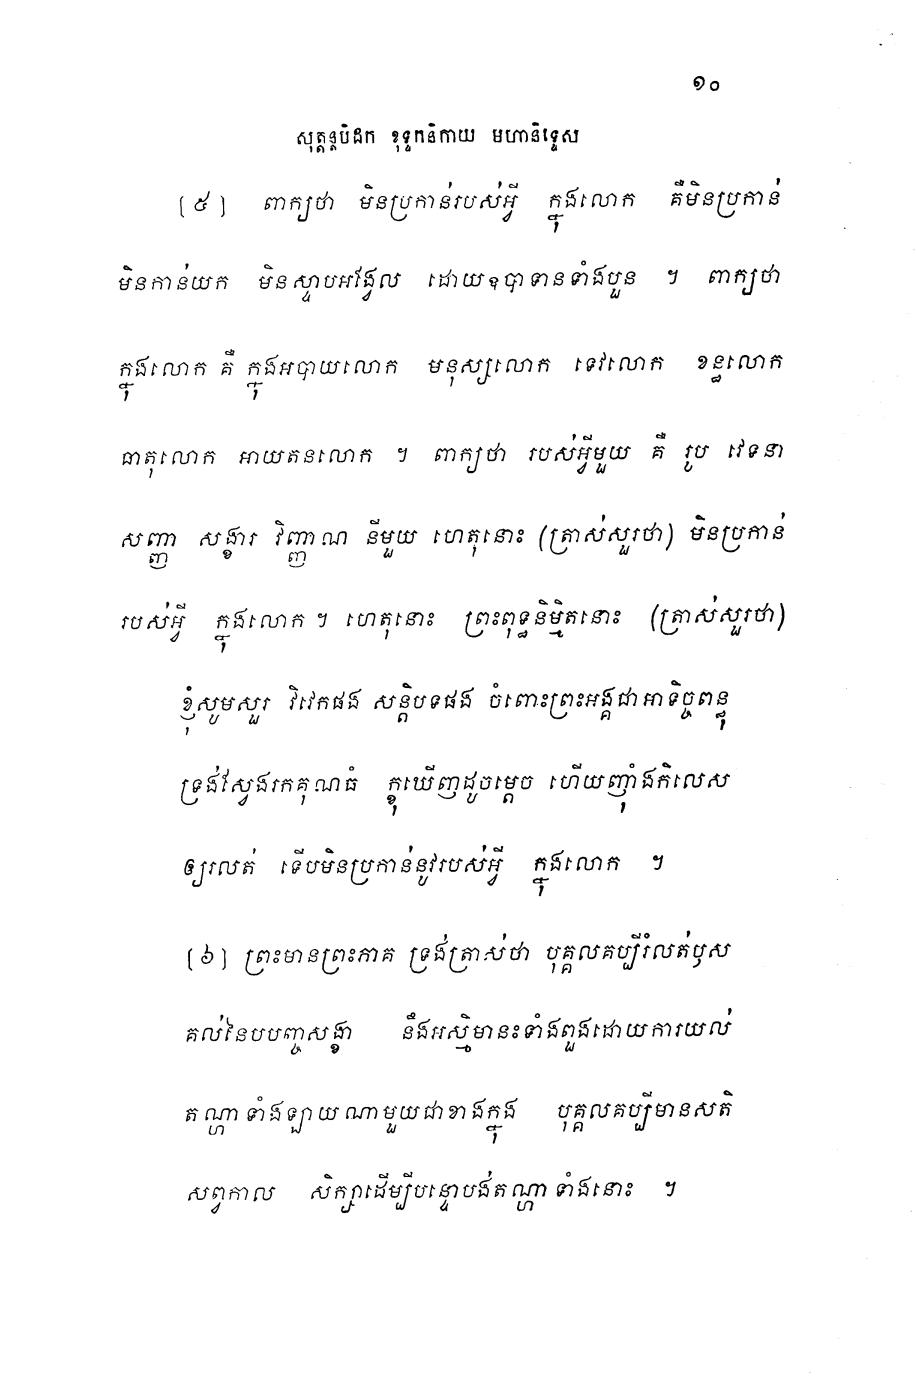 ១០
សុត្តន្តបិដក ខុទ្ទកនិកាយ មហានិទ្ទេស
[៥] ពាក្យថា មិនប្រកាន់របស់អ្វី ក្នុងលោក គឺមិនប្រកាន់
មិនកាន់យក មិនស្ទាបអង្វែល ដោយឧបាទានទាំងបួន ។ ពាក្យថា
ក្នុងលោក គឺ ក្នុងអបាយលោក មនុស្សលោក ទេវលោក ខន្ធលោក
ធាតុលោក អាយតនលោក ។ ពាក្យថា របស់អ្វីមួយ គឺ រូប វេទនា
សញ្ញា សង្ខារ វិញ្ញាណ នីមួយ ហេតុនោះ (ត្រាស់សួរថា) មិនប្រកាន់
របស់អ្វី ក្នុងលោក ។ ហេតុនោះ ព្រះពុទ្ធនិម្មិតនោះ (ត្រាស់សួរថា)
ខ្ញុំសូមសួរ វិវេកផង សន្តិបទផង ចំពោះព្រះអង្គជាអាទិច្ចពន្ធុ
ទ្រង់ស្វែងរកគុណធំ ភិក្ខុឃើញដូចម្តេច ហើយញ៉ាំងកិលេស
ឲ្យរលត់ ទើបមិនប្រកាន់នូវរបស់អ្វី ក្នុងលោក ។
[៦] ព្រះមានព្រះភាគ ទ្រង់ត្រាស់ថា បុគ្គលគប្បីរំលត់ឫស
គល់នៃបបញ្ចសង្ខា នឹងអស្មិមានះទាំងពួងដោយការយល់
តណ្ហាទាំងឡាយណាមួយជាខាងក្នុង បុគ្គលគប្បីមានសតិ
សព្វកាល សិក្សាដើម្បីបន្ទោបង់តណ្ហាទាំងនោះ ។